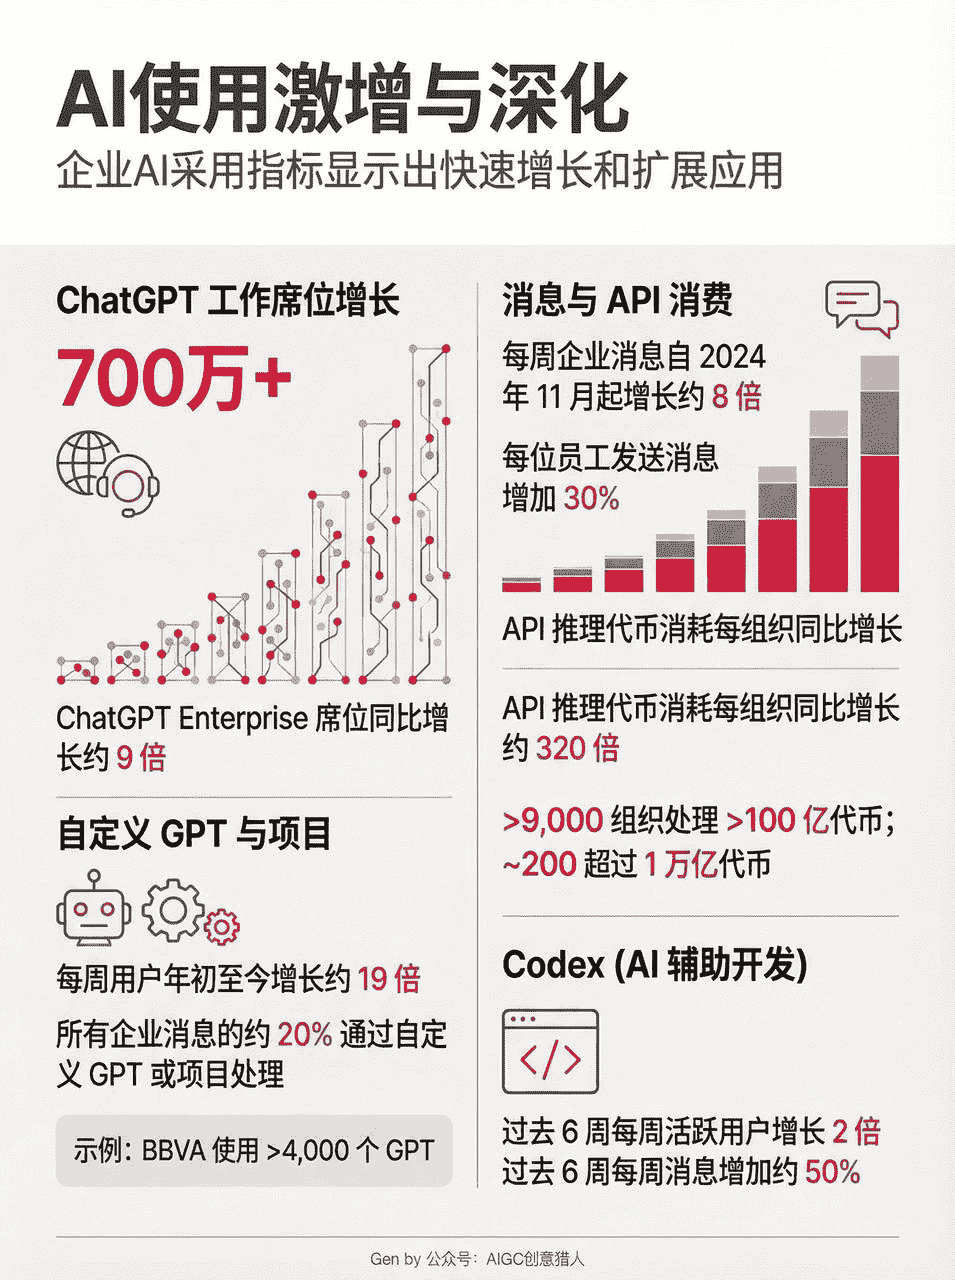 AI使用激增与深化
企业AI采用指标显示出快速增长和扩展应用
ChatGPT 工作席位增长
700万+
ChatGPT Enterprise 席位同比增
长约 9 倍
自定义 GPT 与项目
每周用户年初至今增长约 19 倍
所有企业消息的约 20% 通过自定
义 GPT 或项目处理
示例：BBVA 使用 >4,000 个 GPT
消息与 API 消费
每周企业消息自 2024
年 11 月起增长约 8 倍
每位员工发送消息
增加 30%
API 推理代币消耗每组织同比增长
API 推理代币消耗每组织同比增长
约 320 倍
>9,000 组织处理 >100 亿代币；
~200 超过 1 万亿代币
Codex (AI 辅助开发)
</>
过去 6 周每周活跃用户增长 2 倍
过去 6 周每周消息增加约 50%
Gen by 公众号：AIGC创意猎人